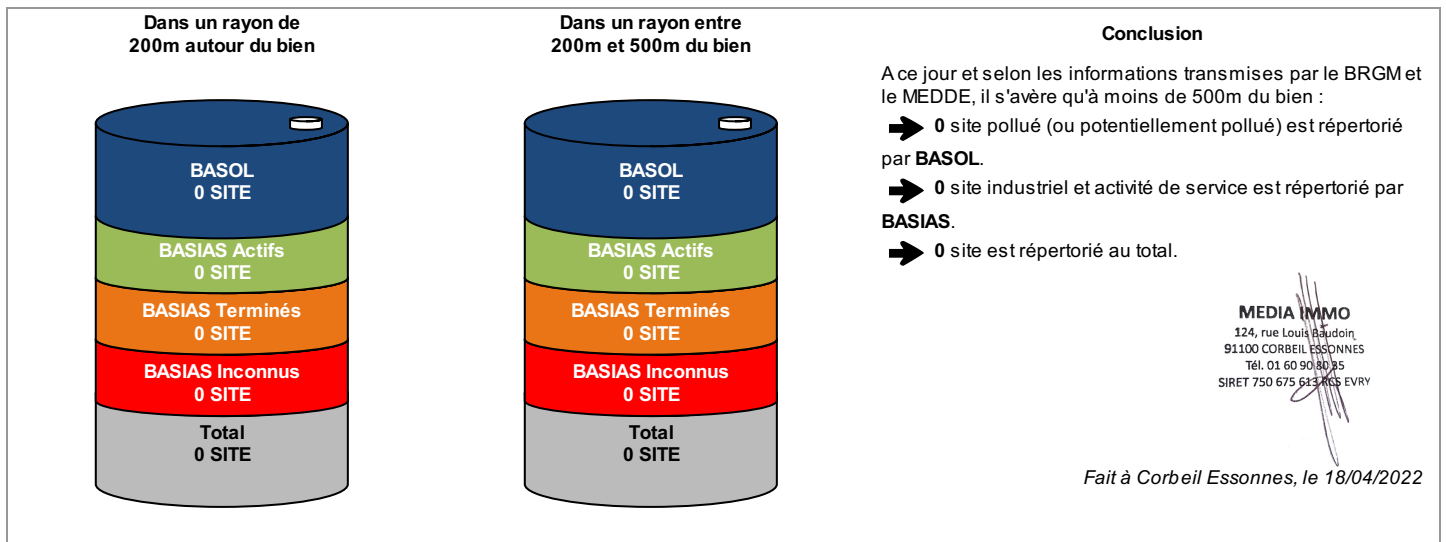 Dans un rayon de
200m autour du bien
BASOL
0 SITE
BASIAS Actifs
0 SITE
BASIAS Terminés
0 SITE
BASIAS Inconnus
0 SITE
Total
0 SITE
Dans un rayon entre
200m et 500m du bien
BASOL
0 SITE
BASIAS Actifs
0 SITE
BASIAS Terminés
0 SITE
BASIAS Inconnus
0 SITE
Total
0 SITE
Conclusion
A ce jour et selon les informations transmises par le BRGM et
le MEDDE, il s'avère qu'à moins de 500m du bien :
0 site pollué (ou potentiellement pollué) est répertorié
par BASOL.
0 site industriel et activité de service est répertorié par
BASIAS.
0 site est répertorié au total.
MEDIA IMMO
124, rue Louis Baudoin
91100 CORBEIL ESSONNES
Tél. 01 60 90 80 85
SIRET 750 675 613 RCS EVRY
Fait à Corbeil Essonnes, le 18/04/2022